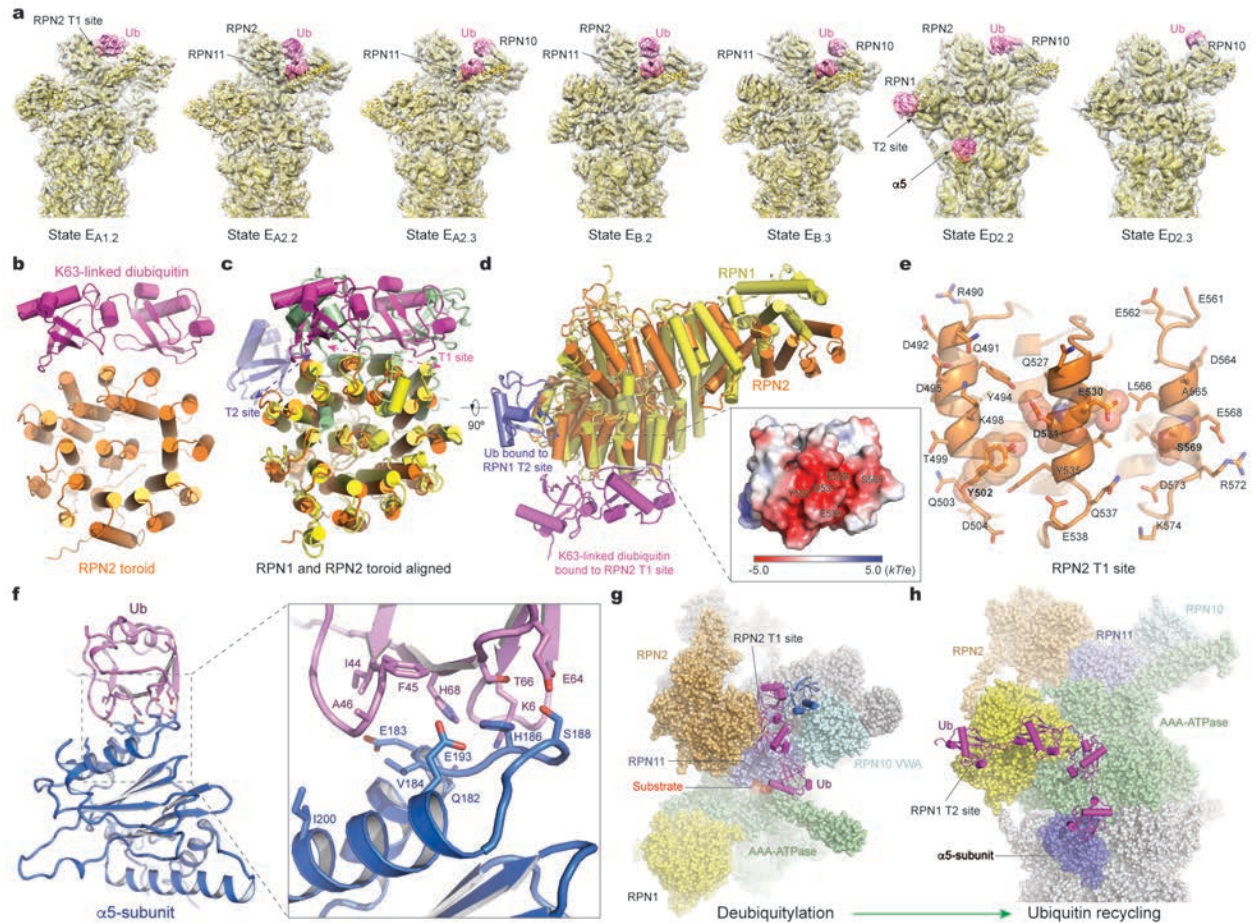 a
RPN2 T1 site
Ub
State EA1.2
RPN2
Ub
RPN11
State EA2.2
Ub
RPN11
RPN10
State EA2.3
RPN2
Ub
RPN11
State EB.2
Ub
RPN11
RPN10
State EB.3
RPN2
Ub
RPN10
RPN1
T2 site
α5
State ED2.2
Ub
RPN10
State ED2.3
b
K63-linked diubiquitin
RPN2 toroid
c
T1 site
T2 site
RPN1 and RPN2 toroid aligned
90°
d
RPN1
RPN2
Ub bound to
RPN1 T2 site
K63-linked diubiquitin
bound to RPN2 T1 site
-5.0
5.0 (kT/e)
e
R490
E561
E562
D492
Q491
Q527
D564
D495
Y494
E530
L566
A565
K498
E568
D531
T499
S569
Y535
Q503
Y502
D573
R572
Q537
D504
E538
K574
RPN2 T1 site
f
Ub
α5-subunit
I44
F45
T66
E64
A46
H68
K6
S188
E183
H186
E193
V184
Q182
I200
g
RPN2 T1 site
RPN2
RPN11
RPN10 VWA
Substrate
Ub
AAA-ATPase
RPN1
Deubiquitylation
h
RPN10
RPN11
RPN2
AAA-ATPase
Ub
RPN1 T2 site
α5-subunit
Ubiquitin recycling